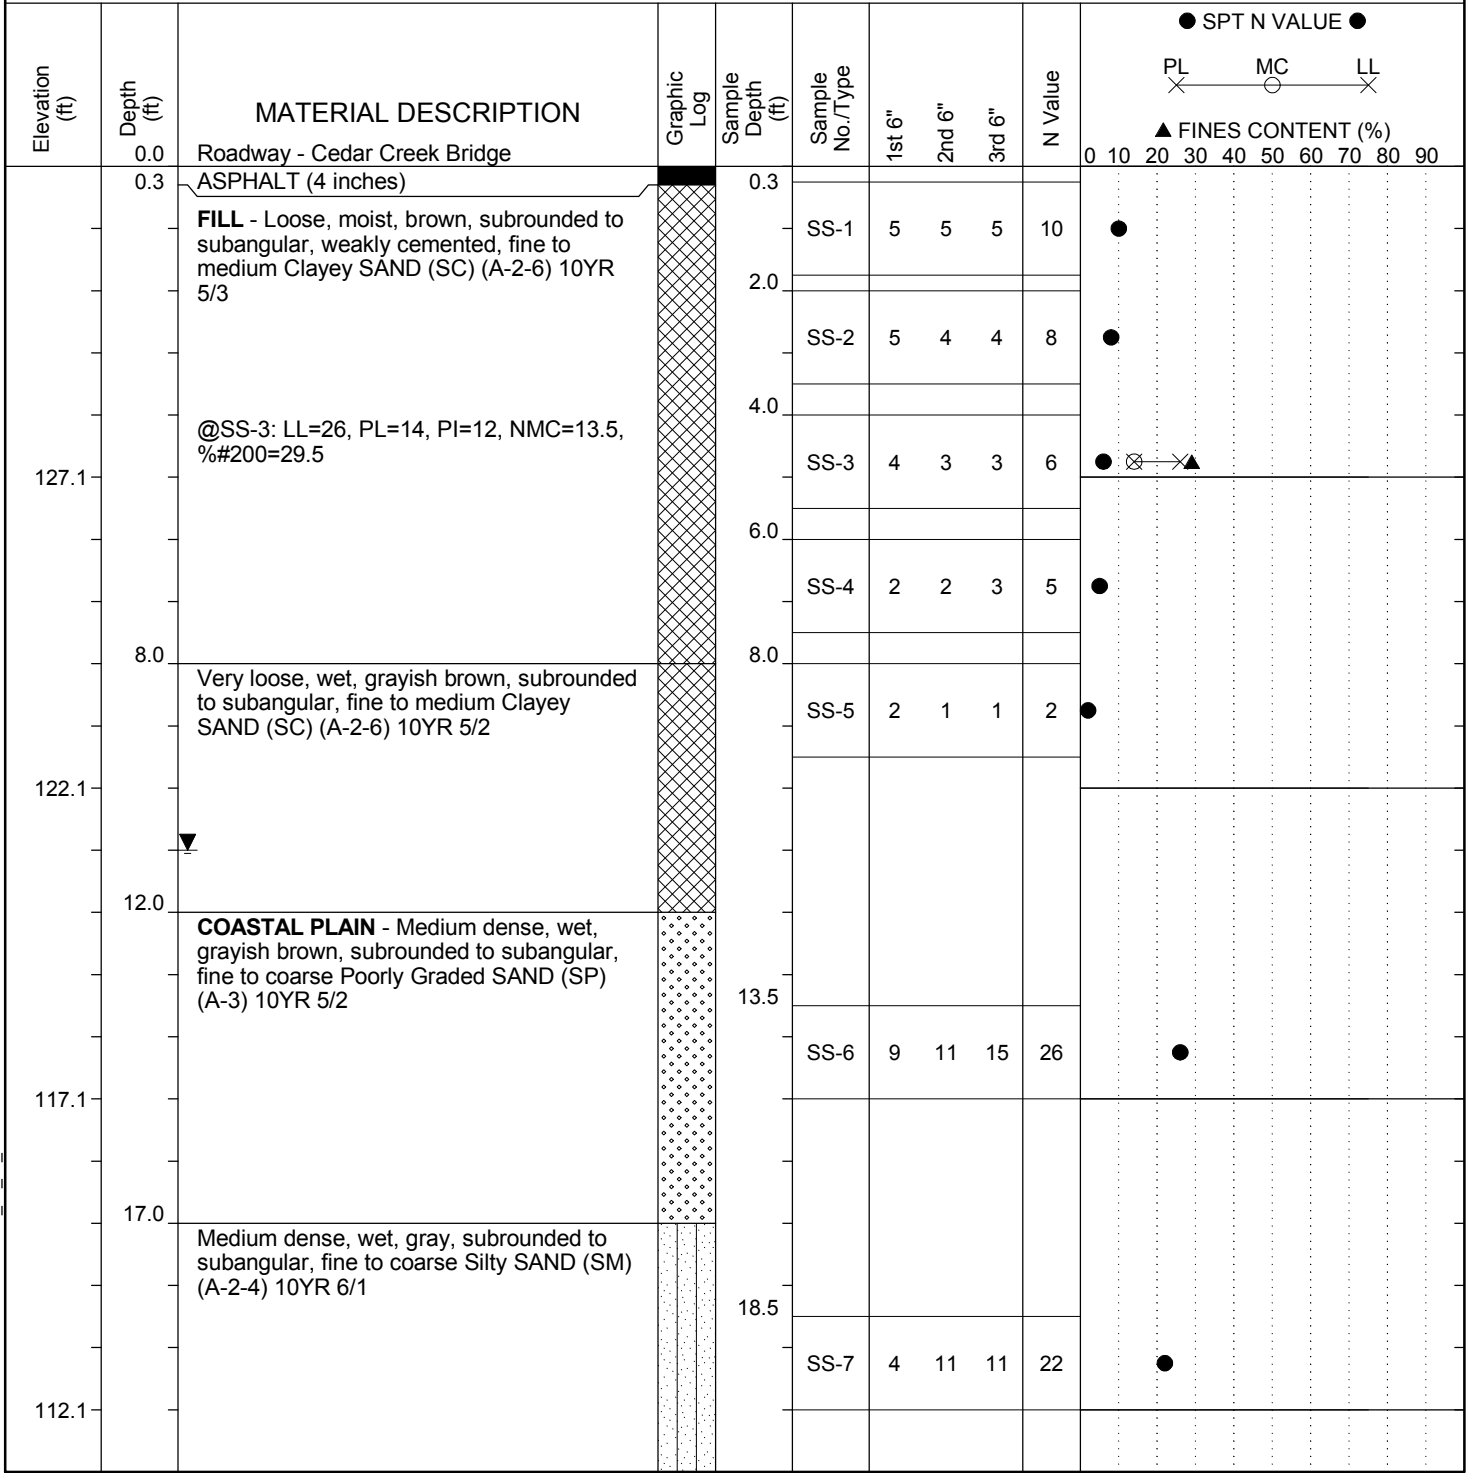 ● SPT N VALUE ●
PL MC LL
▲ FINES CONTENT (%)
0 10 20 30 40 50 60 70 80 90
Elevation (ft)
Depth (ft)
MATERIAL DESCRIPTION
Graphic Log
Sample Depth (ft)
Sample No./Type
1st 6"
2nd 6"
3rd 6"
N Value
0.0 Roadway - Cedar Creek Bridge
0.3 ASPHALT (4 inches) 0.3
FILL - Loose, moist, brown, subrounded to
subangular, weakly cemented, fine to
medium Clayey SAND (SC) (A-2-6) 10YR
5/3
SS-1 5 5 5 10
2.0
SS-2 5 4 4 8
4.0
@SS-3: LL=26, PL=14, PI=12, NMC=13.5,
%#200=29.5
SS-3 4 3 3 6
127.1
6.0
SS-4 2 2 3 5
8.0 8.0
Very loose, wet, grayish brown, subrounded
to subangular, fine to medium Clayey
SAND (SC) (A-2-6) 10YR 5/2
SS-5 2 1 1 2
122.1
12.0
COASTAL PLAIN - Medium dense, wet,
grayish brown, subrounded to subangular,
fine to coarse Poorly Graded SAND (SP)
(A-3) 10YR 5/2
13.5
SS-6 9 11 15 26
117.1
17.0
Medium dense, wet, gray, subrounded to
subangular, fine to coarse Silty SAND (SM)
(A-2-4) 10YR 6/1
18.5
SS-7 4 11 11 22
112.1